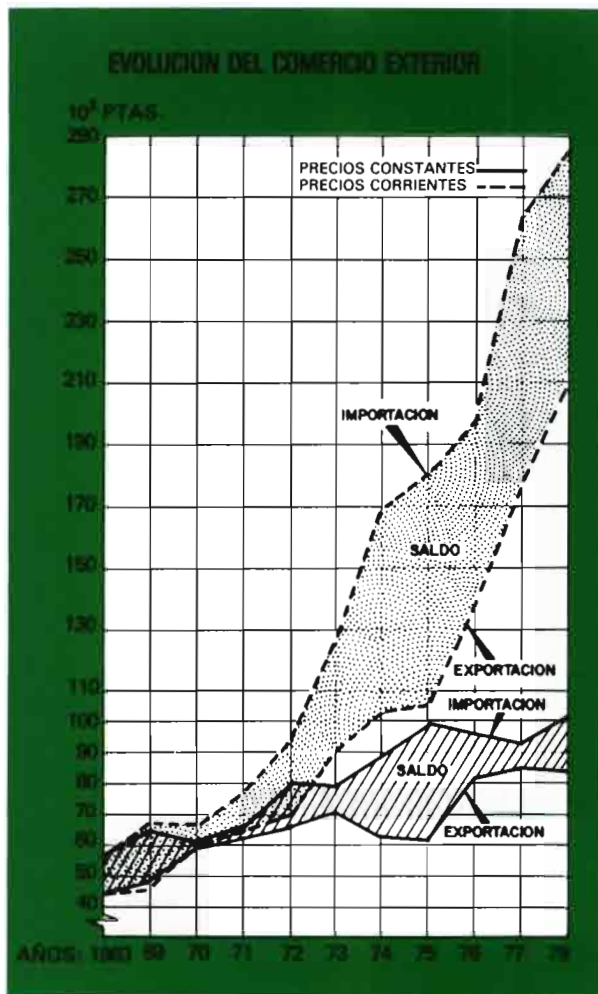 EVOLUCION DEL COMERCIO EXTERIOR
10³ PTAS.
290
PRECIOS CONSTANTES
PRECIOS CORRIENTES
270
250
230
210
IMPORTACION
190
170
SALDO
150
130
EXPORTACION
IMPORTACION
110
100
90
SALDO
80
70
EXPORTACION
60
50
40
AÑOS: 69 70 71 72 73 74 75 76 77